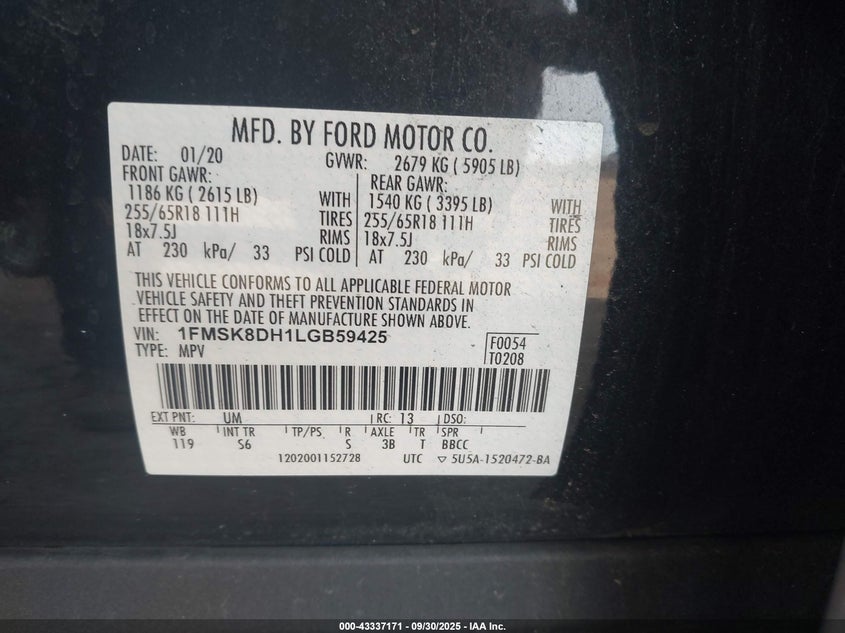 MFD. BY FORD MOTOR CO.
DATE: 01/20 GVWR: 2679 KG ( 5905 LB)
FRONT GAWR: REAR GAWR:
1186 KG ( 2615 LB) WITH 1540 KG ( 3395 LB) WITH
255/65R18 111H TIRES 255/65R18 111H TIRES
18x7.5J RIMS 18x7.5J RIMS
AT 230 kPa/ 33 PSI COLD AT 230 kPa/ 33 PSI COLD
THIS VEHICLE CONFORMS TO ALL APPLICABLE FEDERAL MOTOR
VEHICLE SAFETY AND THEFT PREVENTION STANDARDS IN
EFFECT ON THE DATE OF MANUFACTURE SHOWN ABOVE.
VIN: 1FMSK8DH1LGB59425 F0054
TYPE: MPV T0208
EXT PNT: UM RC: 13 DSO:
WB INT TR TP/PS R AXLE TR SPR
119 S6 S 3B T BBCC
1202001152728 UTC ▽ 5U5A-1520472-BA
000-43337171 — 09/30/2025 — IAA Inc.